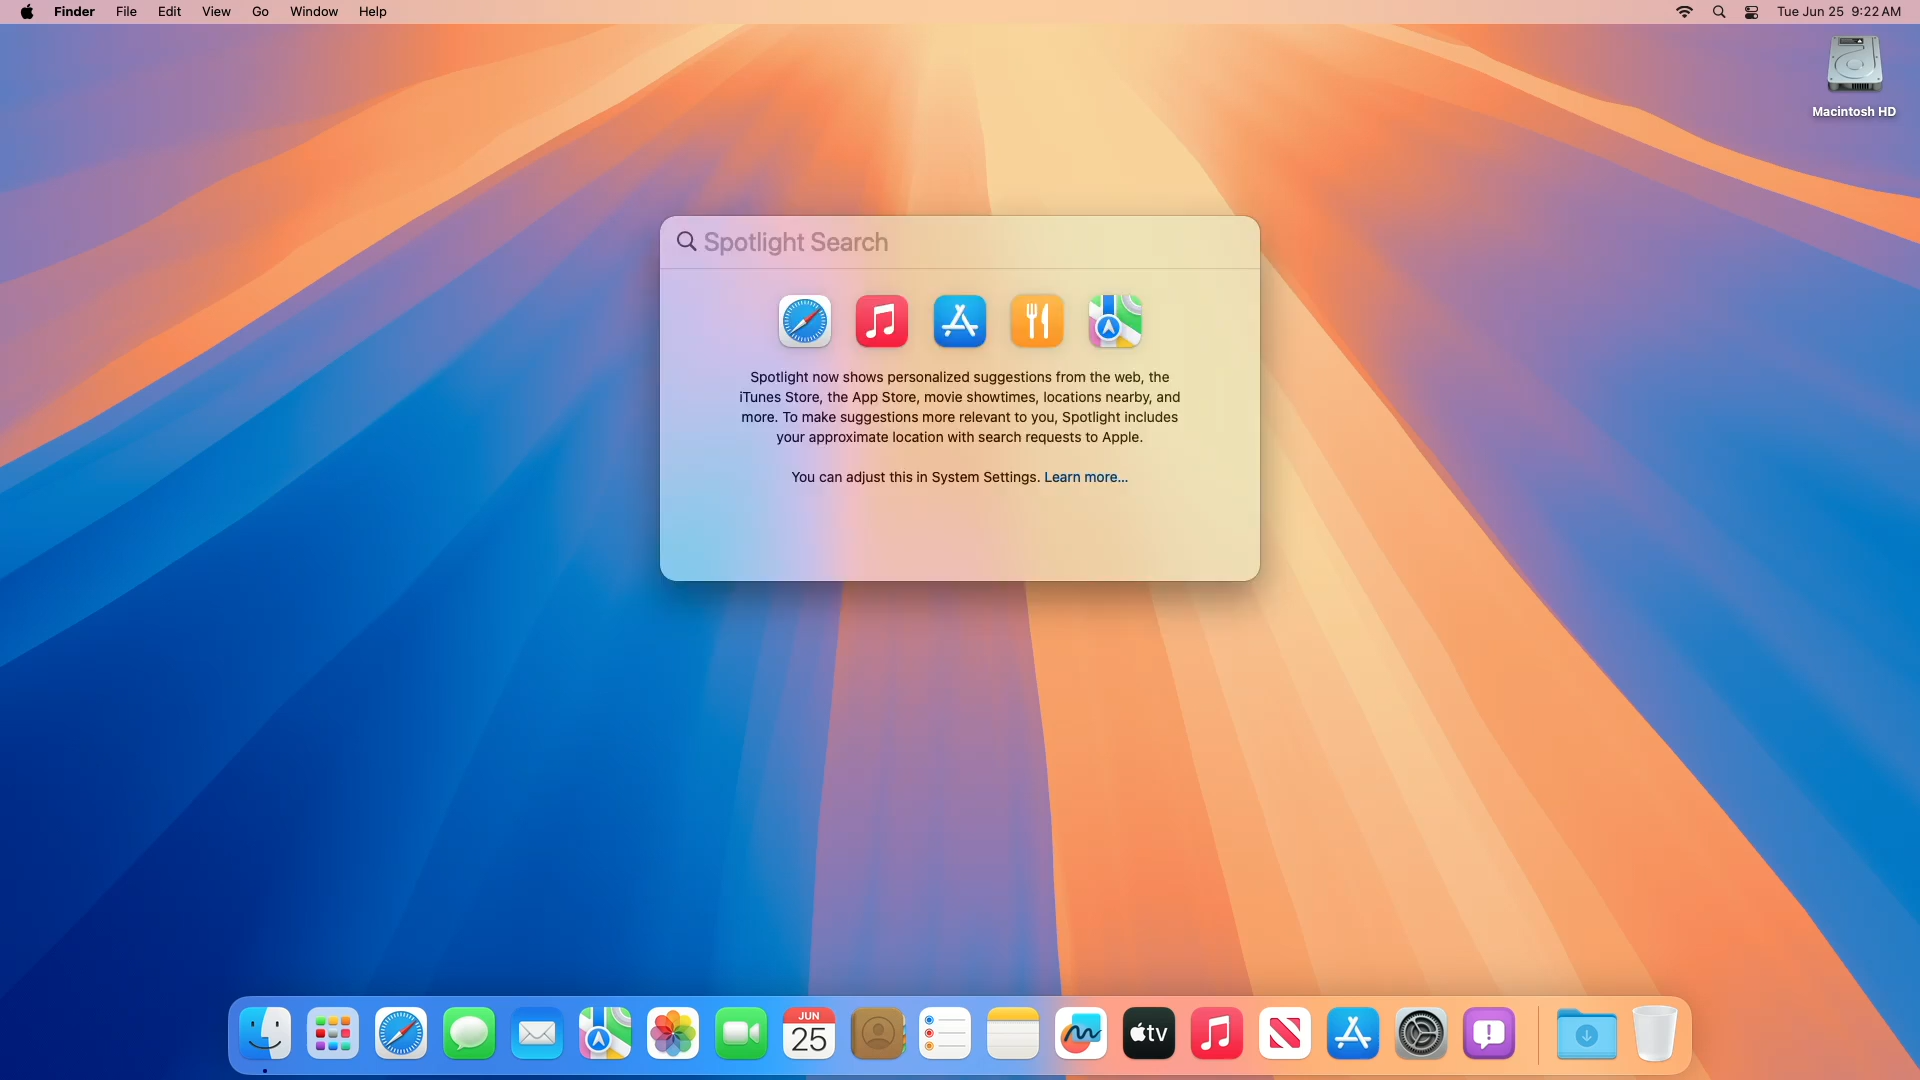 Finder File Edit View Go Window Help
Tue Jun 25 9:22 AM
Macintosh HD
Spotlight Search
Spotlight now shows personalized suggestions from the web, the
iTunes Store, the App Store, movie showtimes, locations nearby, and
more. To make suggestions more relevant to you, Spotlight includes
your approximate location with search requests to Apple.
You can adjust this in System Settings. Learn more...
JUN
25
tv